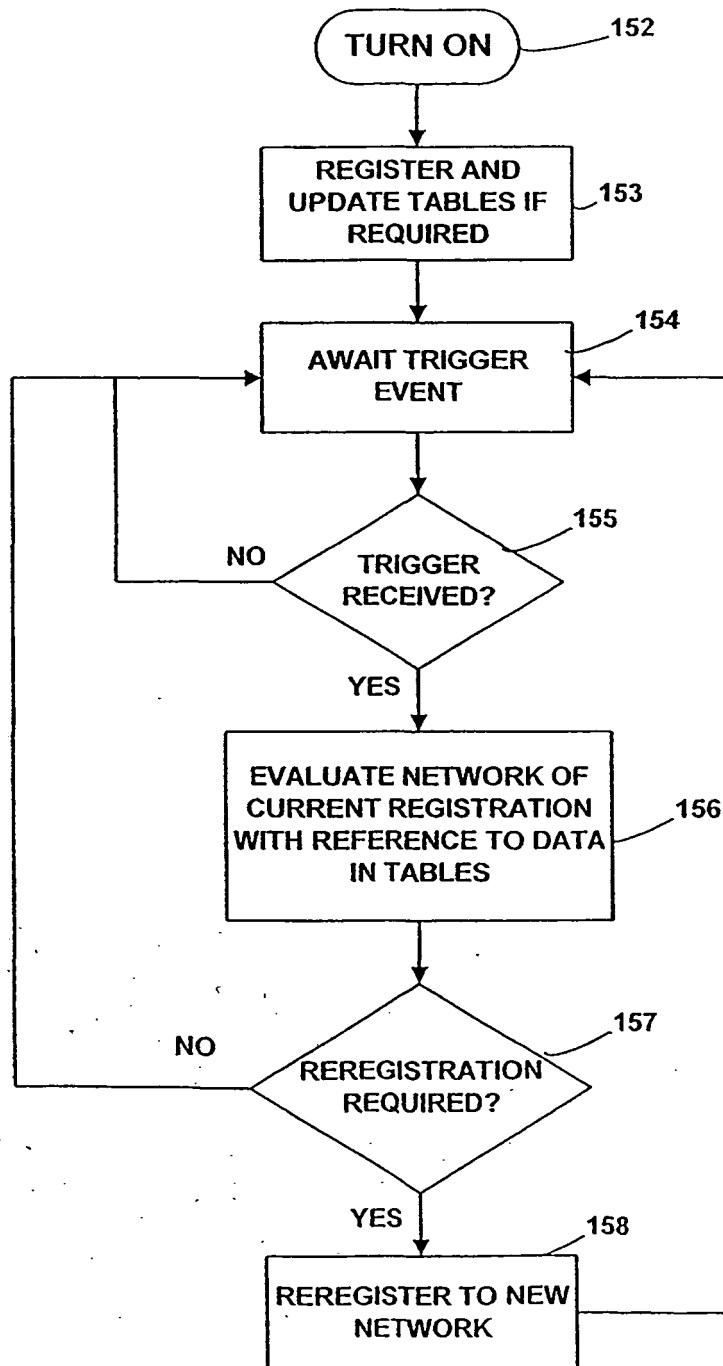 TURN ON
152
REGISTER AND
UPDATE TABLES IF
REQUIRED
153
154
AWAIT TRIGGER
EVENT
155
NO
TRIGGER
RECEIVED?
YES
EVALUATE NETWORK OF
CURRENT REGISTRATION
WITH REFERENCE TO DATA
IN TABLES
156
157
NO
REREGISTRATION
REQUIRED?
YES
158
REREGISTER TO NEW
NETWORK